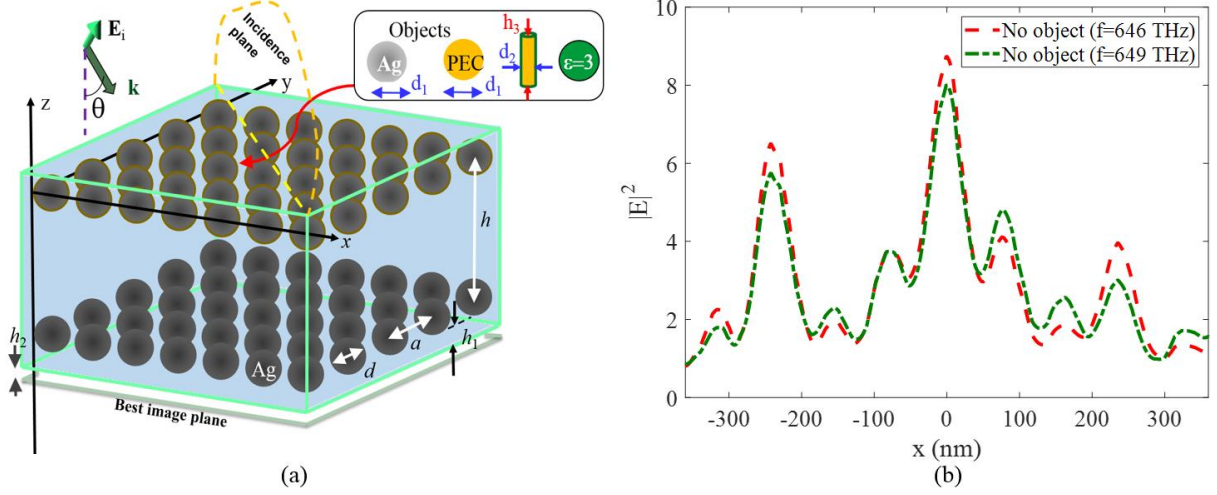 E_i
k
θ
z
Incidence
plane
y
Objects
Ag
PEC
ε=3
d_1
d_1
h_3
d_2
x
h
h_2
h_1
a
d
Ag
Best image plane
(a)
No object (f=646 THz)
No object (f=649 THz)
|E|^2
10
8
6
4
2
0
-300
-200
-100
0
100
200
300
x (nm)
(b)